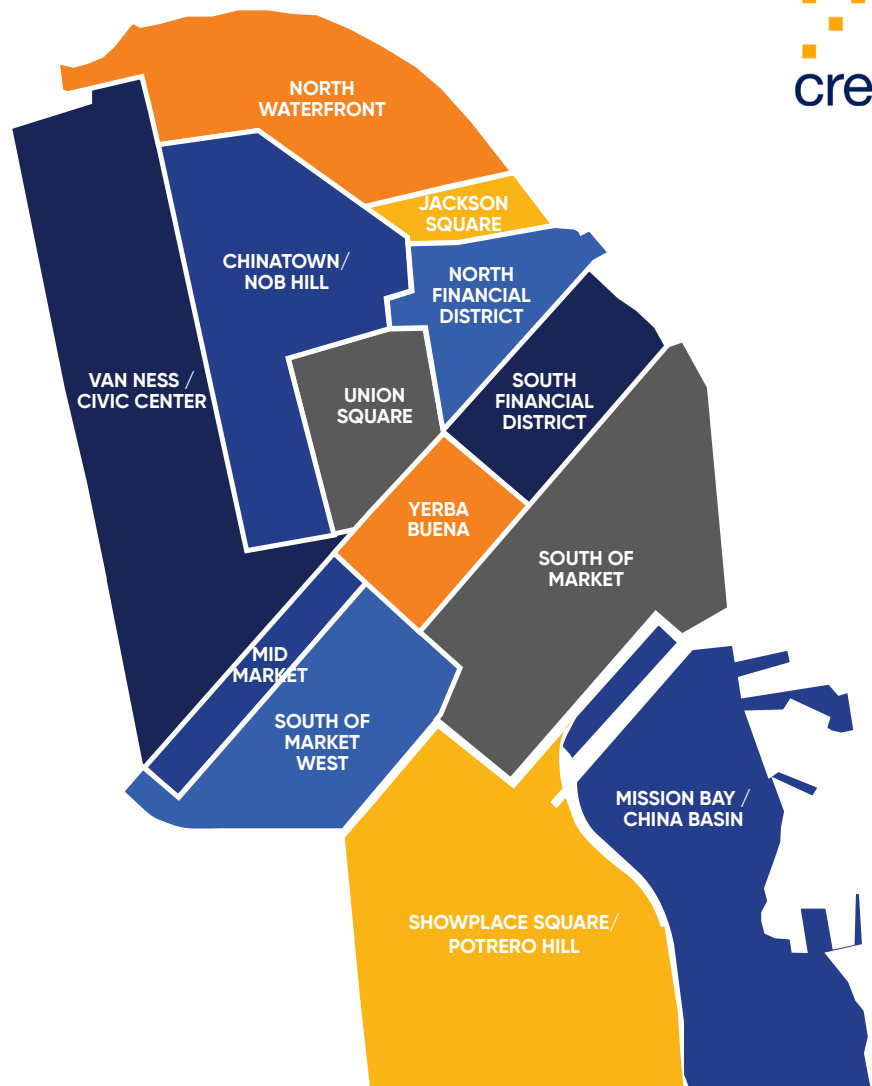 cre
NORTH
WATERFRONT
JACKSON
SQUARE
CHINATOWN/
NOB HILL
NORTH
FINANCIAL
DISTRICT
VAN NESS /
CIVIC CENTER
UNION
SQUARE
SOUTH
FINANCIAL
DISTRICT
YERBA
BUENA
SOUTH OF
MARKET
MID
MARKET
SOUTH OF
MARKET
WEST
MISSION BAY /
CHINA BASIN
SHOWPLACE SQUARE/
POTRERO HILL